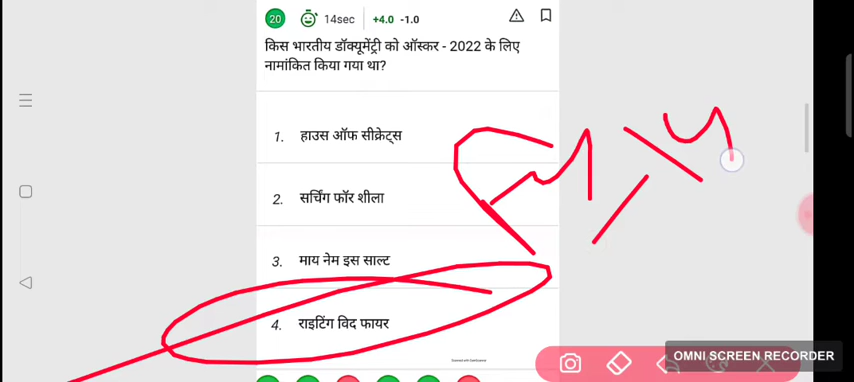 20 14sec +4.0 -1.0
किस भारतीय डॉक्यूमेंट्री को ऑस्कर - 2022 के लिए
नामांकित किया गया था?
1. हाउस ऑफ सीक्रेट्स
2. सर्चिंग फॉर शीला
3. माय नेम इस साल्ट
4. राइटिंग विद फायर
OMNI SCREEN RECORDER